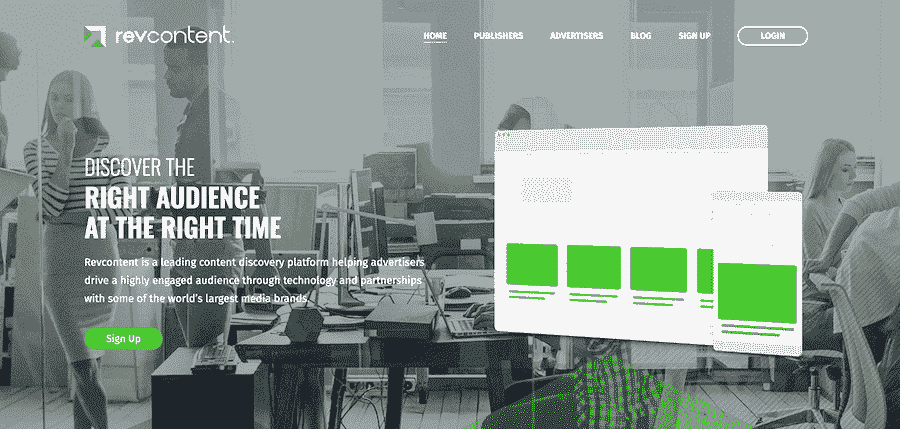 revcontent.
HOME PUBLISHERS ADVERTISERS BLOG SIGN UP LOGIN
DISCOVER THE
RIGHT AUDIENCE
AT THE RIGHT TIME
Revcontent is a leading content discovery platform helping advertisers
drive a highly engaged audience through technology and partnerships
with some of the world's largest media brands.
Sign Up